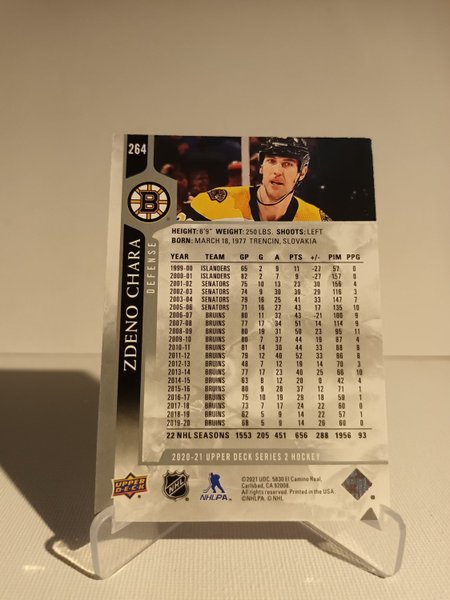 264
B
ZDENO CHARA
DEFENSE
HEIGHT: 6'9" WEIGHT: 250 LBS. SHOOTS: LEFT
BORN: MARCH 18, 1977 TRENCIN, SLOVAKIA
YEAR TEAM GP G A PTS +/- PIM PPG
1999-00 ISLANDERS 65 2 9 11 -27 57 0
2000-01 ISLANDERS 82 2 7 9 -27 157 0
2001-02 SENATORS 75 10 13 23 30 156 4
2002-03 SENATORS 74 9 30 39 29 116 3
2003-04 SENATORS 79 16 25 41 33 147 7
2005-06 SENATORS 71 16 27 43 17 135 10
2006-07 BRUINS 80 11 32 43 -21 100 9
2007-08 BRUINS 77 17 34 51 14 114 9
2008-09 BRUINS 80 19 31 50 23 95 11
2009-10 BRUINS 80 7 37 44 19 87 4
2010-11 BRUINS 81 14 30 44 33 88 8
2011-12 BRUINS 79 12 40 52 33 86 8
2012-13 BRUINS 48 7 12 19 14 70 3
2013-14 BRUINS 77 17 23 40 25 66 10
2014-15 BRUINS 63 8 12 20 0 42 4
2015-16 BRUINS 80 9 28 37 12 71 1
2016-17 BRUINS 75 10 19 29 18 59 1
2017-18 BRUINS 73 7 17 24 22 60 0
2018-19 BRUINS 62 5 9 14 22 57 1
2019-20 BRUINS 68 5 9 14 26 60 0
22 NHL SEASONS 1553 205 451 656 288 1956 93
2020-21 UPPER DECK SERIES 2 HOCKEY
UPPER DECK
NHL
NHLPA
©2021 UDC. 5830 El Camino Real,
Carlsbad, CA 92008.
All rights reserved. Printed in the USA.
©NHLPA. © NHL